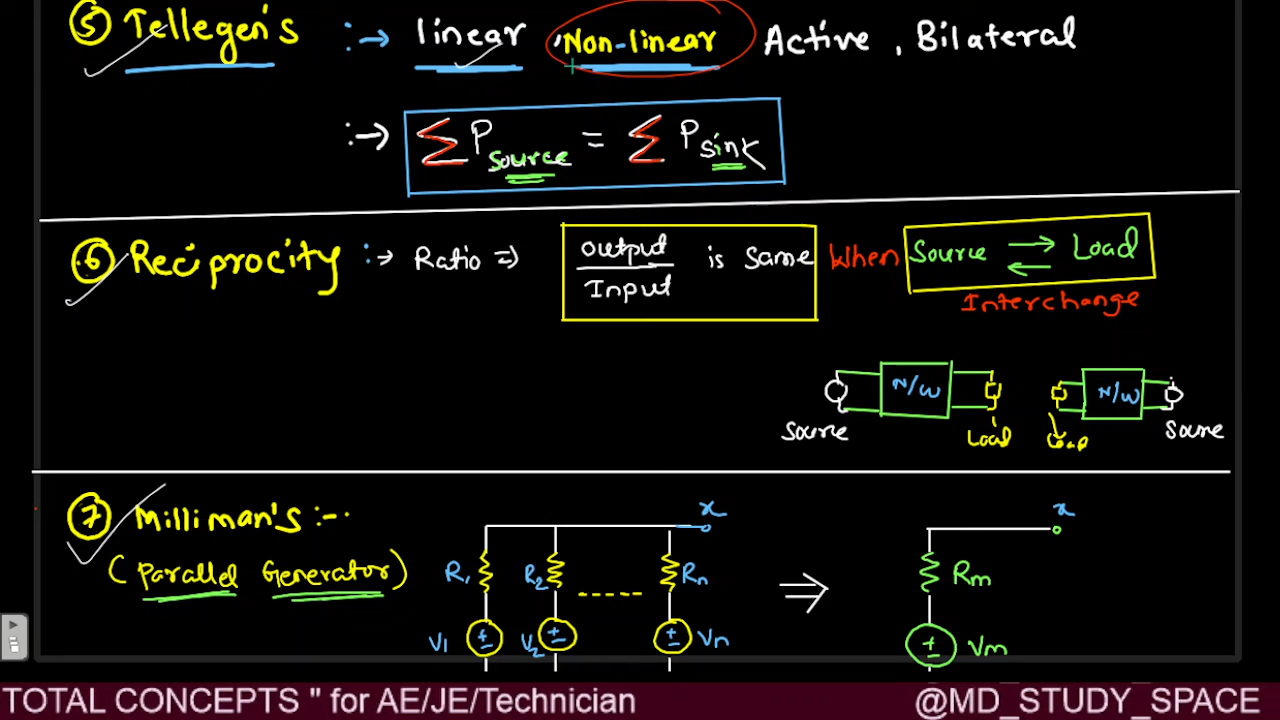 ⑤ Tellegen's :→ linear , Non-linear Active , Bilateral
:→ ∑ P source = ∑ P sink
⑥ Reciprocity :→ Ratio ⇒ output / Input is same When Source ⇄ Load
Interchange
N/W N/W
Source Load Load Source
⑦ Milliman's :-
(Parallel Generator)
x x
R1 R2 ------ Rn ⇒ Rm
V1 V2 Vn Vm
TOTAL CONCEPTS " for AE/JE/Technician @MD_STUDY_SPACE